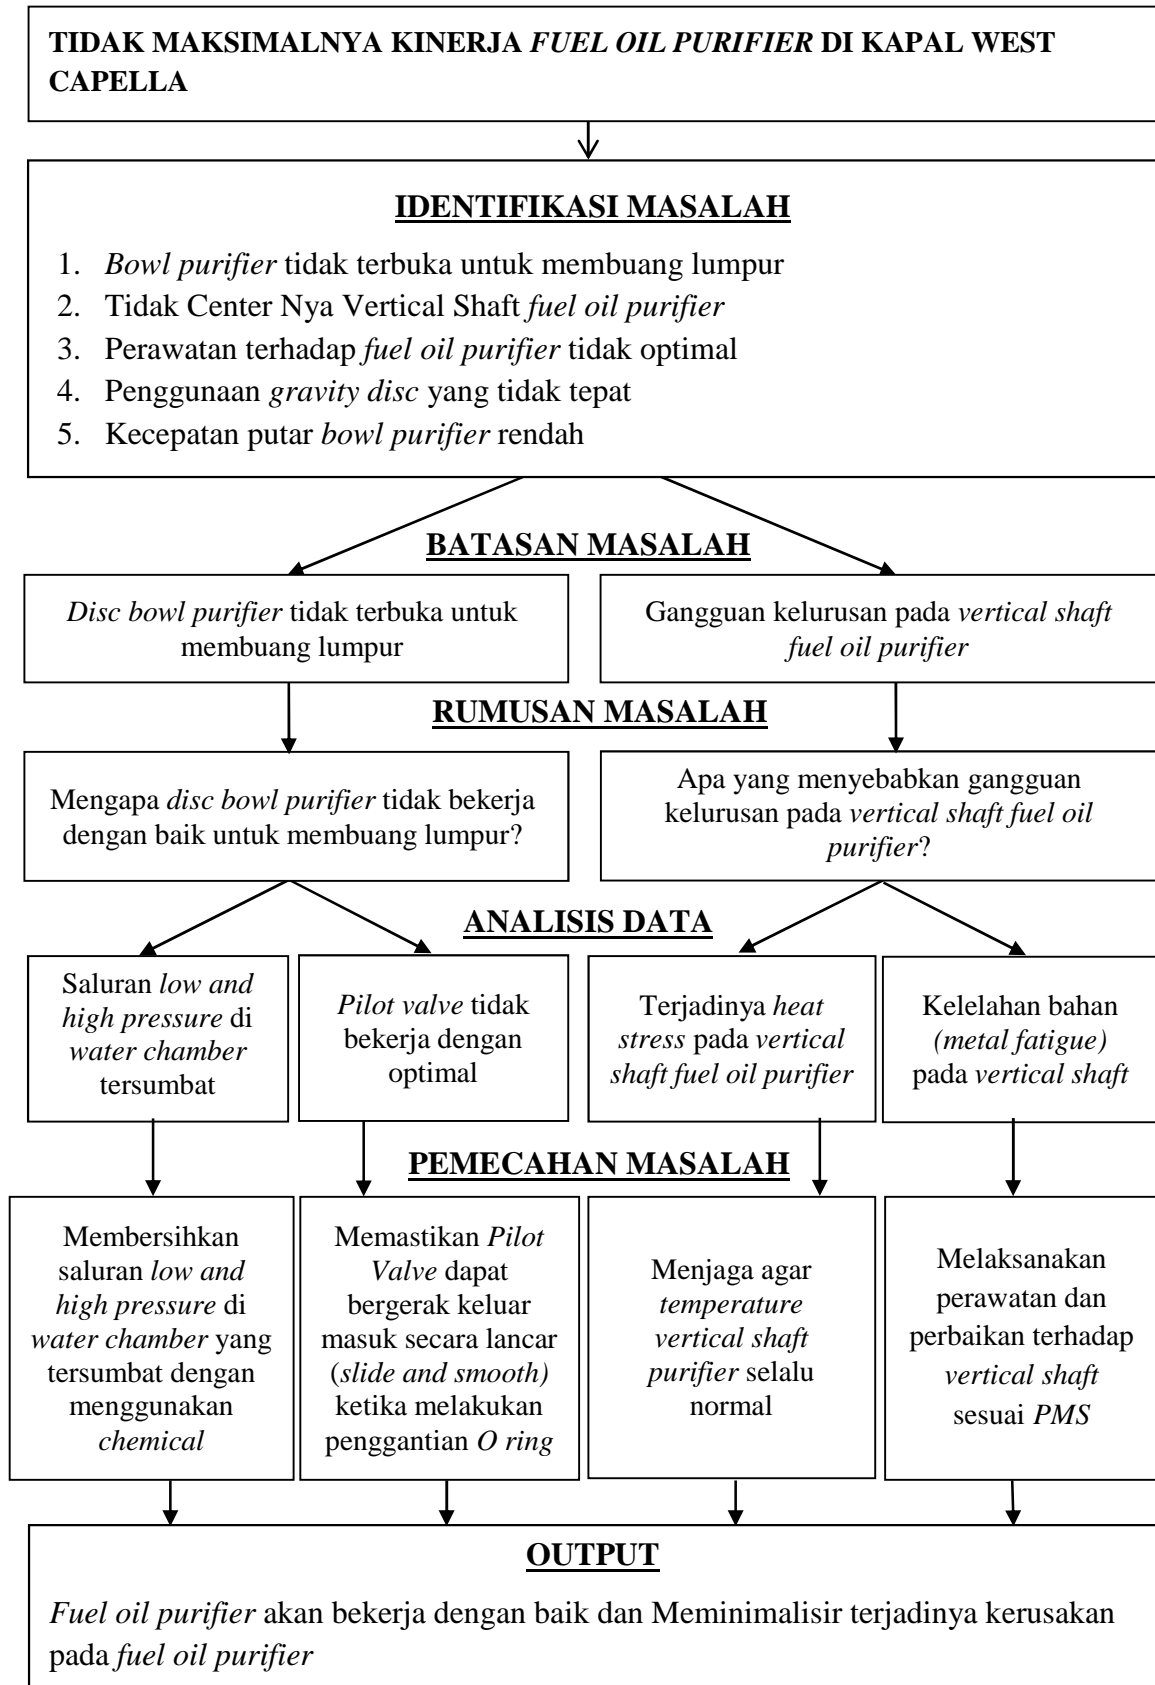 TIDAK MAKSIMALNYA KINERJA FUEL OIL PURIFIER DI KAPAL WEST
CAPELLA
IDENTIFIKASI MASALAH
1. Bowl purifier tidak terbuka untuk membuang lumpur
2. Tidak Center Nya Vertical Shaft fuel oil purifier
3. Perawatan terhadap fuel oil purifier tidak optimal
4. Penggunaan gravity disc yang tidak tepat
5. Kecepatan putar bowl purifier rendah
BATASAN MASALAH
Disc bowl purifier tidak terbuka untuk
membuang lumpur
Gangguan kelurusan pada vertical shaft
fuel oil purifier
RUMUSAN MASALAH
Mengapa disc bowl purifier tidak bekerja
dengan baik untuk membuang lumpur?
Apa yang menyebabkan gangguan
kelurusan pada vertical shaft fuel oil
purifier?
ANALISIS DATA
Saluran low and
high pressure di
water chamber
tersumbat
Pilot valve tidak
bekerja dengan
optimal
Terjadinya heat
stress pada vertical
shaft fuel oil purifier
Kelelahan bahan
(metal fatigue)
pada vertical shaft
PEMECAHAN MASALAH
Membersihkan
saluran low and
high pressure di
water chamber yang
tersumbat dengan
menggunakan
chemical
Memastikan Pilot
Valve dapat
bergerak keluar
masuk secara lancar
(slide and smooth)
ketika melakukan
penggantian O ring
Menjaga agar
temperature
vertical shaft
purifier selalu
normal
Melaksanakan
perawatan dan
perbaikan terhadap
vertical shaft
sesuai PMS
OUTPUT
Fuel oil purifier akan bekerja dengan baik dan Meminimalisir terjadinya kerusakan
pada fuel oil purifier